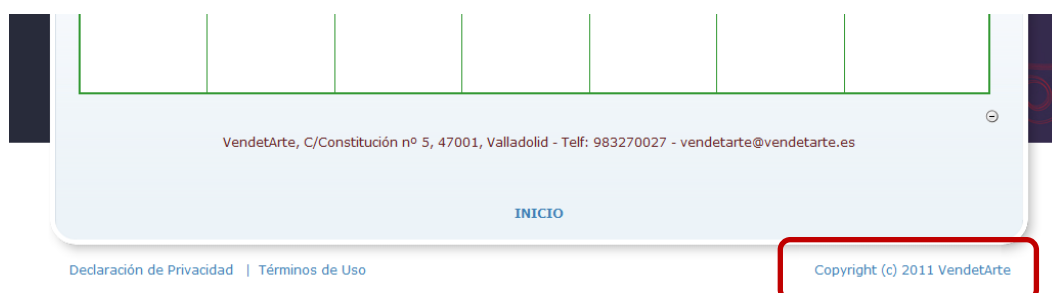 VendetArte, C/Constitución nº 5, 47001, Valladolid - Telf: 983270027 - vendetarte@vendetarte.es
INICIO
Declaración de Privacidad | Términos de Uso
Copyright (c) 2011 VendetArte